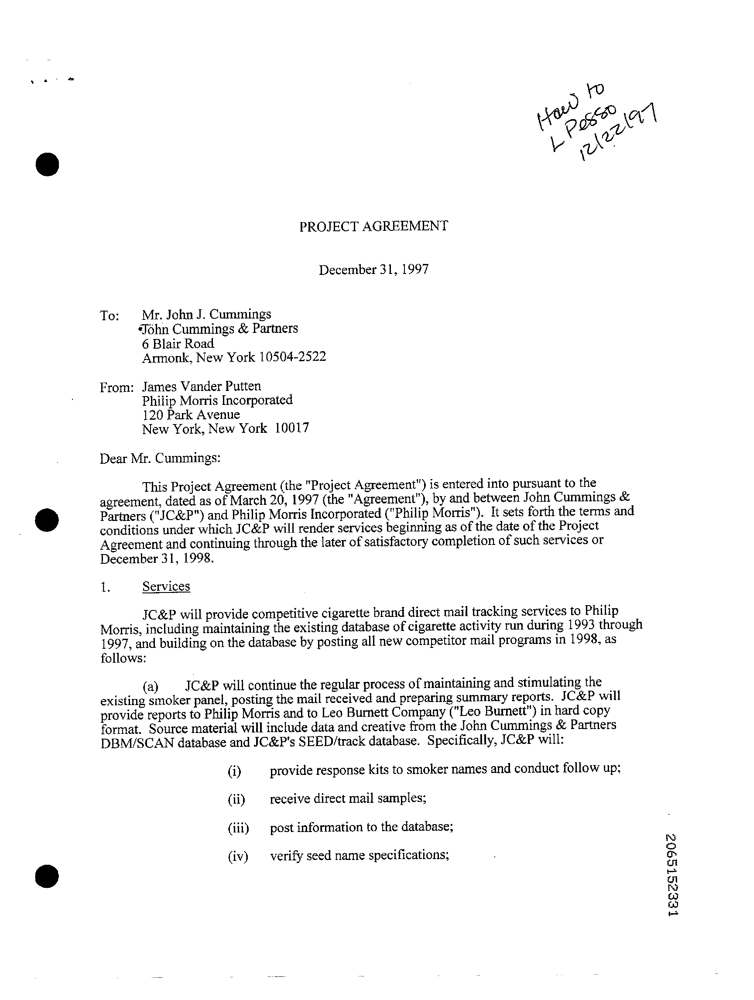 How to
L Pesso
12/22/97
PROJECT AGREEMENT
December 31, 1997
To: Mr. John J. Cummings
John Cummings & Partners
6 Blair Road
Armonk, New York 10504-2522
From: James Vander Putten
Philip Morris Incorporated
120 Park Avenue
New York, New York 10017
Dear Mr. Cummings:
This Project Agreement (the "Project Agreement") is entered into pursuant to the
agreement, dated as of March 20, 1997 (the "Agreement"), by and between John Cummings &
Partners ("JC&P") and Philip Morris Incorporated ("Philip Morris"). It sets forth the terms and
conditions under which JC&P will render services beginning as of the date of the Project
Agreement and continuing through the later of satisfactory completion of such services or
December 31, 1998.
1. Services
JC&P will provide competitive cigarette brand direct mail tracking services to Philip
Morris, including maintaining the existing database of cigarette activity run during 1993 through
1997, and building on the database by posting all new competitor mail programs in 1998, as
follows:
(a) JC&P will continue the regular process of maintaining and stimulating the
existing smoker panel, posting the mail received and preparing summary reports. JC&P will
provide reports to Philip Morris and to Leo Burnett Company ("Leo Burnett") in hard copy
format. Source material will include data and creative from the John Cummings & Partners
DBM/SCAN database and JC&P's SEED/track database. Specifically, JC&P will:
(i) provide response kits to smoker names and conduct follow up;
(ii) receive direct mail samples;
(iii) post information to the database;
(iv) verify seed name specifications;
2065152331